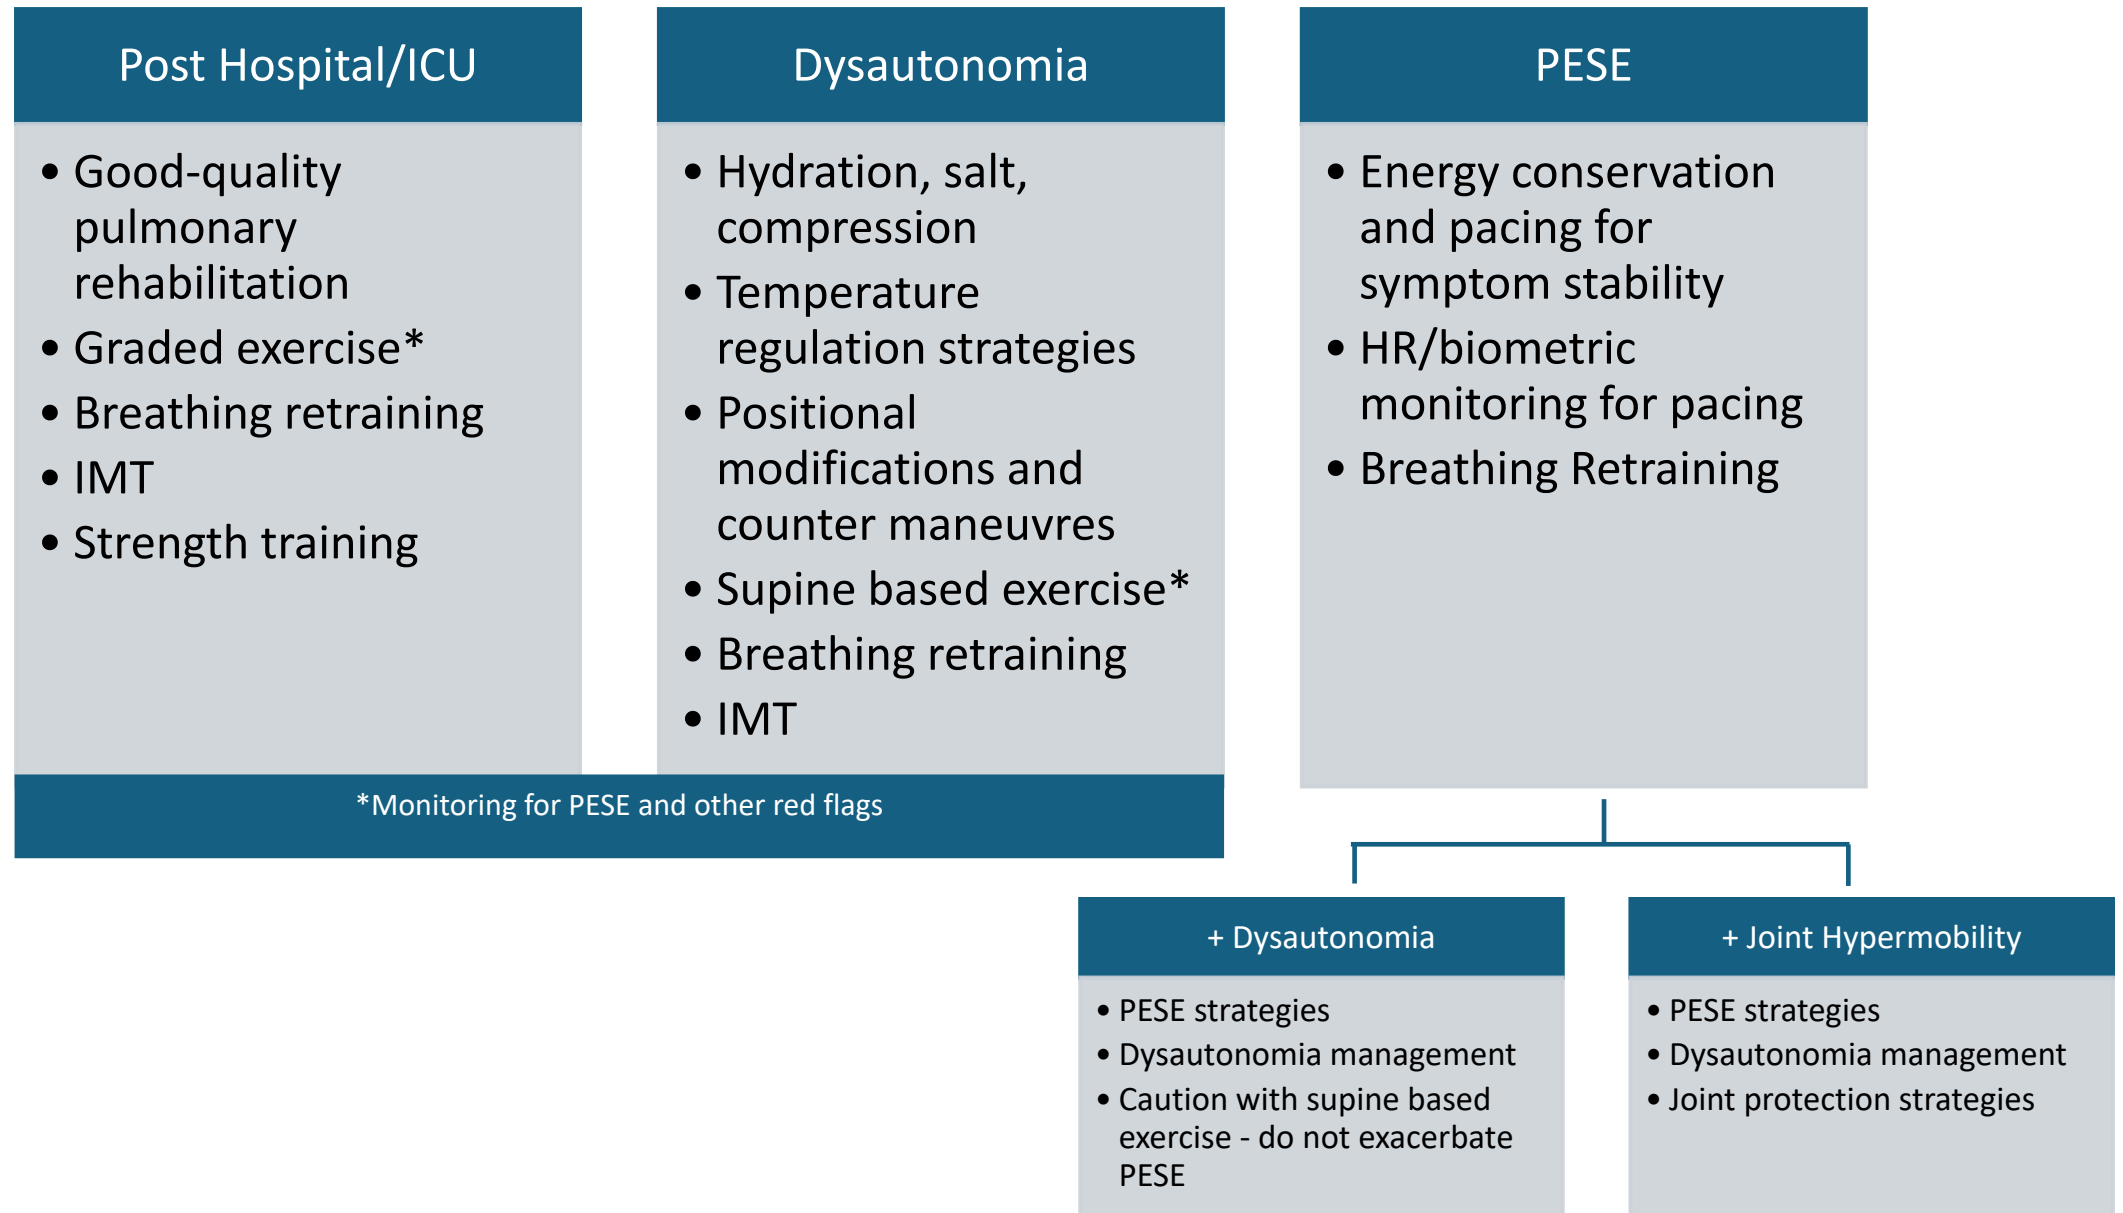 Post Hospital/ICU
• Good-quality
pulmonary
rehabilitation
• Graded exercise*
• Breathing retraining
• IMT
• Strength training
Dysautonomia
• Hydration, salt,
compression
• Temperature
regulation strategies
• Positional
modifications and
counter maneuvres
• Supine based exercise*
• Breathing retraining
• IMT
*Monitoring for PESE and other red flags
PESE
• Energy conservation
and pacing for
symptom stability
• HR/biometric
monitoring for pacing
• Breathing Retraining
+ Dysautonomia
• PESE strategies
• Dysautonomia management
• Caution with supine based
exercise - do not exacerbate
PESE
+ Joint Hypermobility
• PESE strategies
• Dysautonomia management
• Joint protection strategies